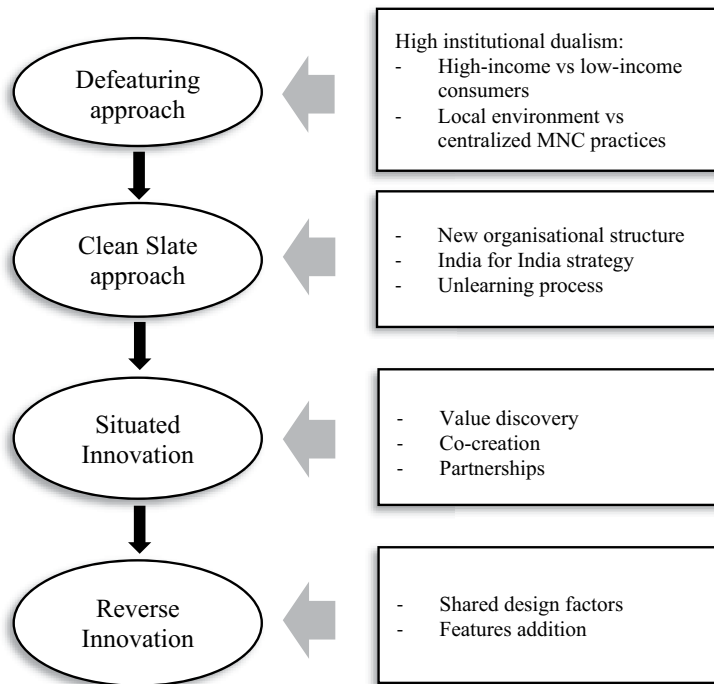 Defeaturing
approach
High institutional dualism:
- High-income vs low-income
consumers
- Local environment vs
centralized MNC practices
Clean Slate
approach
- New organisational structure
- India for India strategy
- Unlearning process
Situated
Innovation
- Value discovery
- Co-creation
- Partnerships
Reverse
Innovation
- Shared design factors
- Features addition